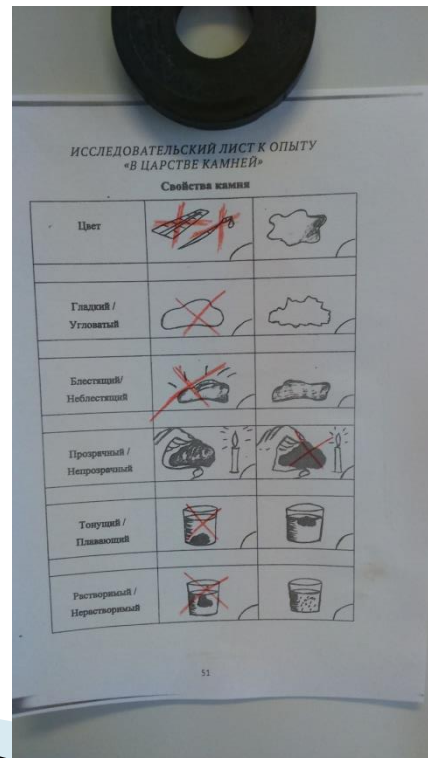 ИССЛЕДОВАТЕЛЬСКИЙ ЛИСТ К ОПЫТУ
«В ЦАРСТВЕ КАМНЕЙ»
Свойства камня
Цвет
Гладкий /
Угловатый
Блестящий/
Неблестящий
Прозрачный /
Непрозрачный
Тонущий /
Плавающий
Растворимый /
Нерастворимый
51